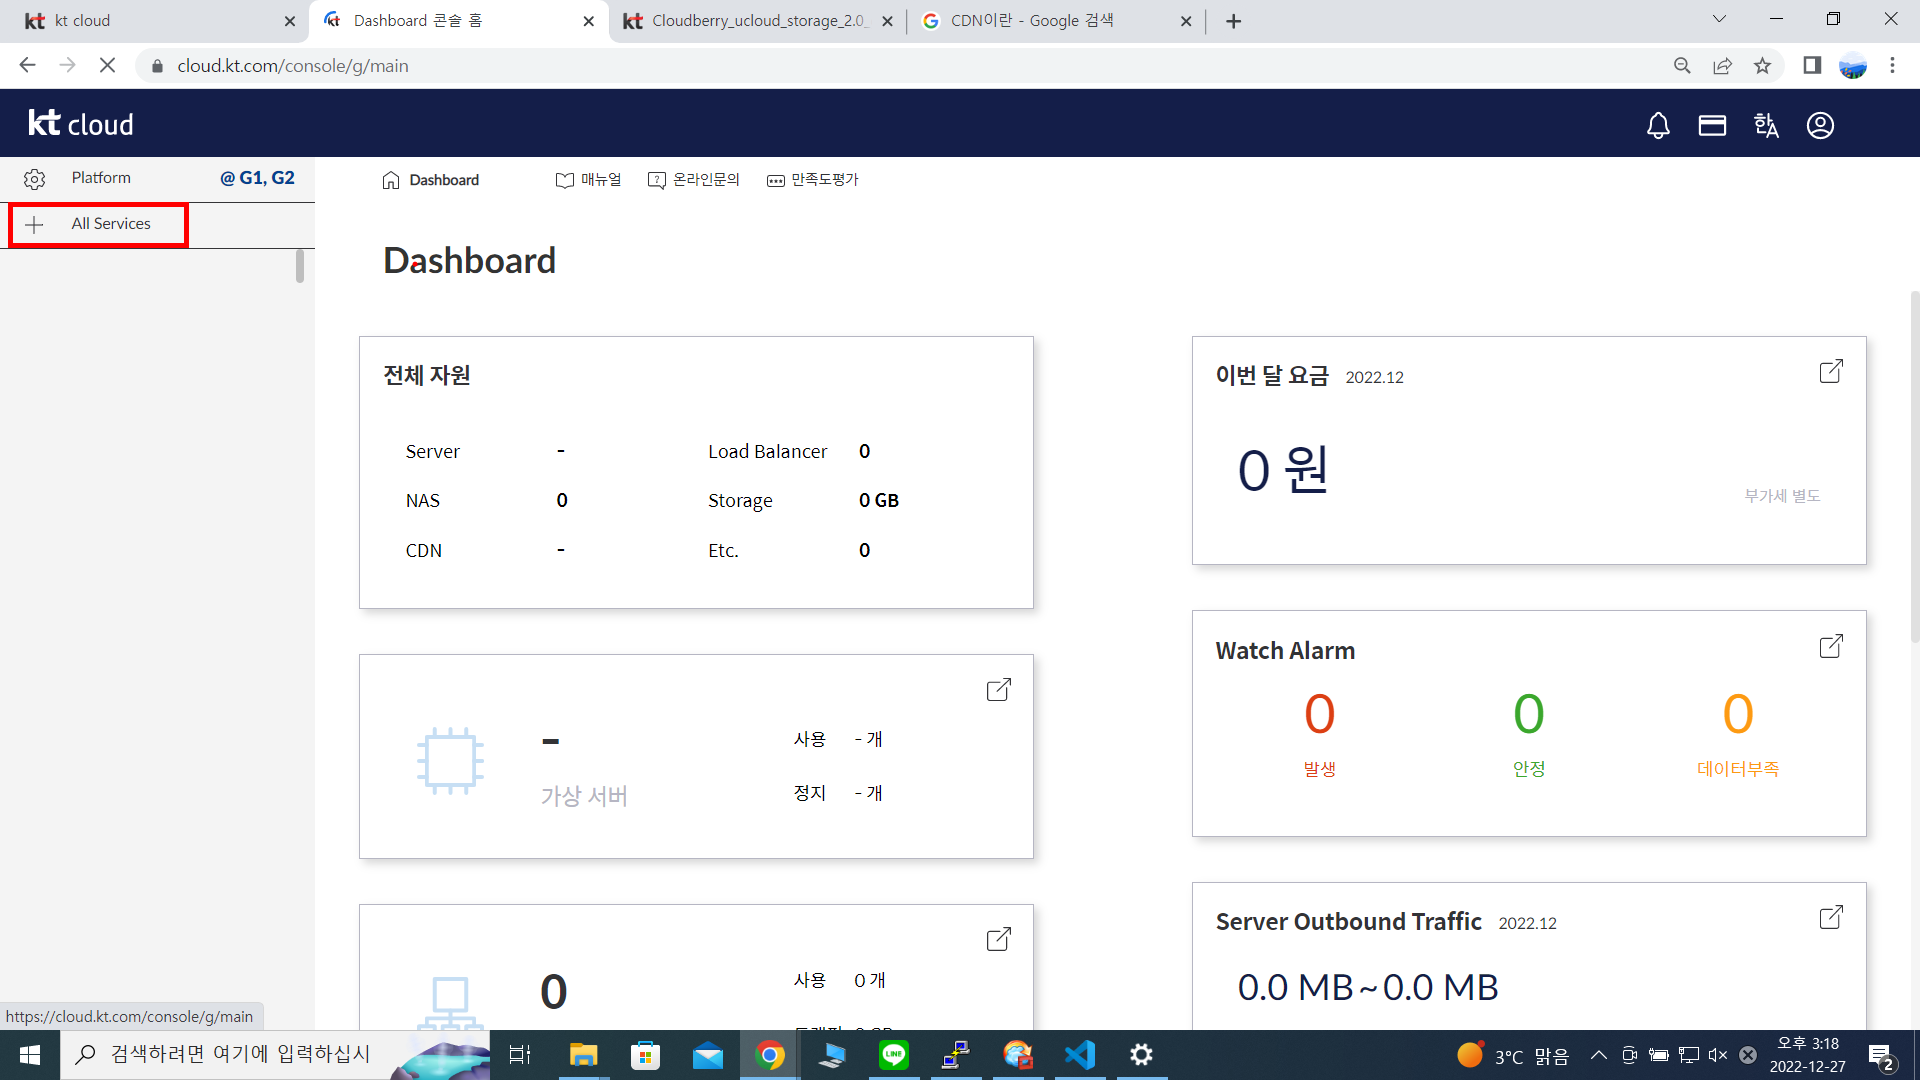 kt cloud
Dashboard 콘솔 홈
Cloudberry_ucloud_storage_2.0_
CDN이란 - Google 검색
cloud.kt.com/console/g/main
kt cloud
한A
Platform
@ G1, G2
All Services
Dashboard
매뉴얼
온라인문의
만족도평가
Dashboard
전체 자원
Server -
Load Balancer 0
NAS 0
Storage 0 GB
CDN -
Etc. 0
이번 달 요금 2022.12
0 원
부가세 별도
-
가상 서버
사용 - 개
정지 - 개
Watch Alarm
0 0 0
발생 안정 데이터부족
0
사용 0 개
Server Outbound Traffic 2022.12
0.0 MB ~ 0.0 MB
https://cloud.kt.com/console/g/main
검색하려면 여기에 입력하십시
LINE
3°C 맑음
오후 3:18
2022-12-27
2